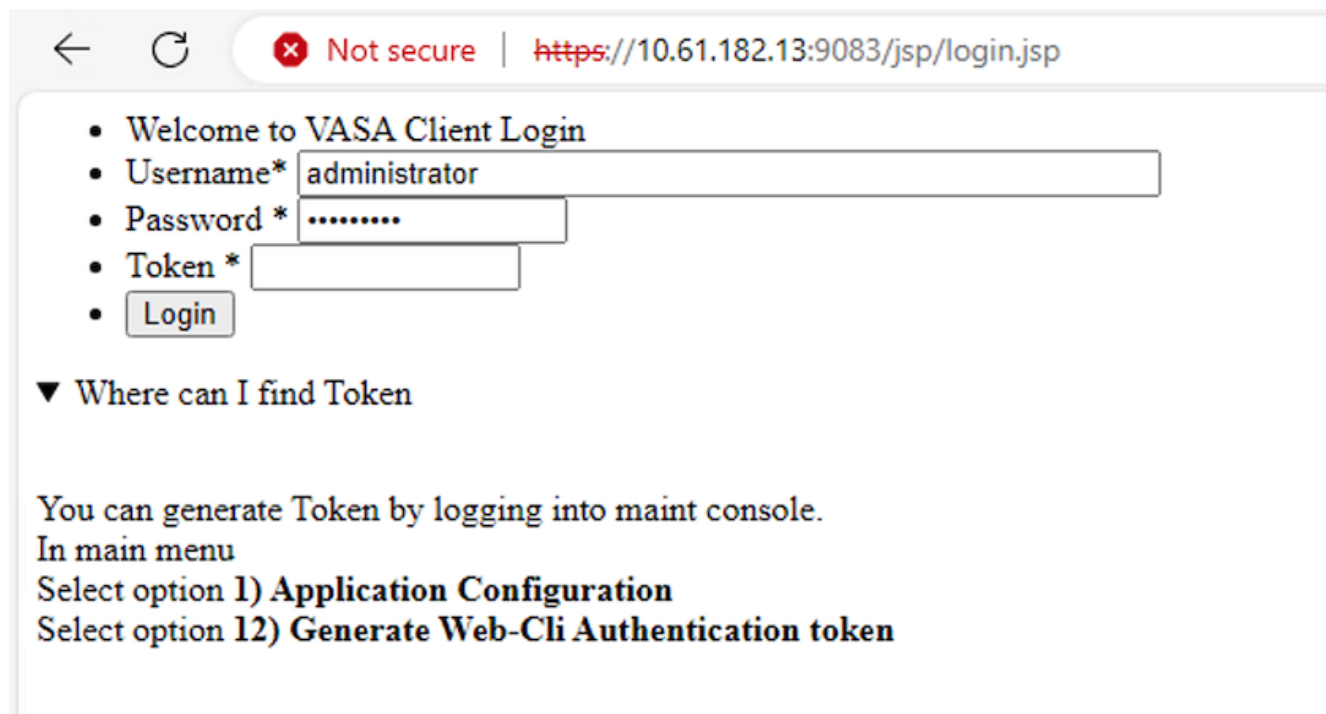 Not secure | https://10.61.182.13:9083/jsp/login.jsp
• Welcome to VASA Client Login
• Username* administrator
• Password * •••••••••
• Token *
• Login
▼ Where can I find Token
You can generate Token by logging into maint console.
In main menu
Select option 1) Application Configuration
Select option 12) Generate Web-Cli Authentication token